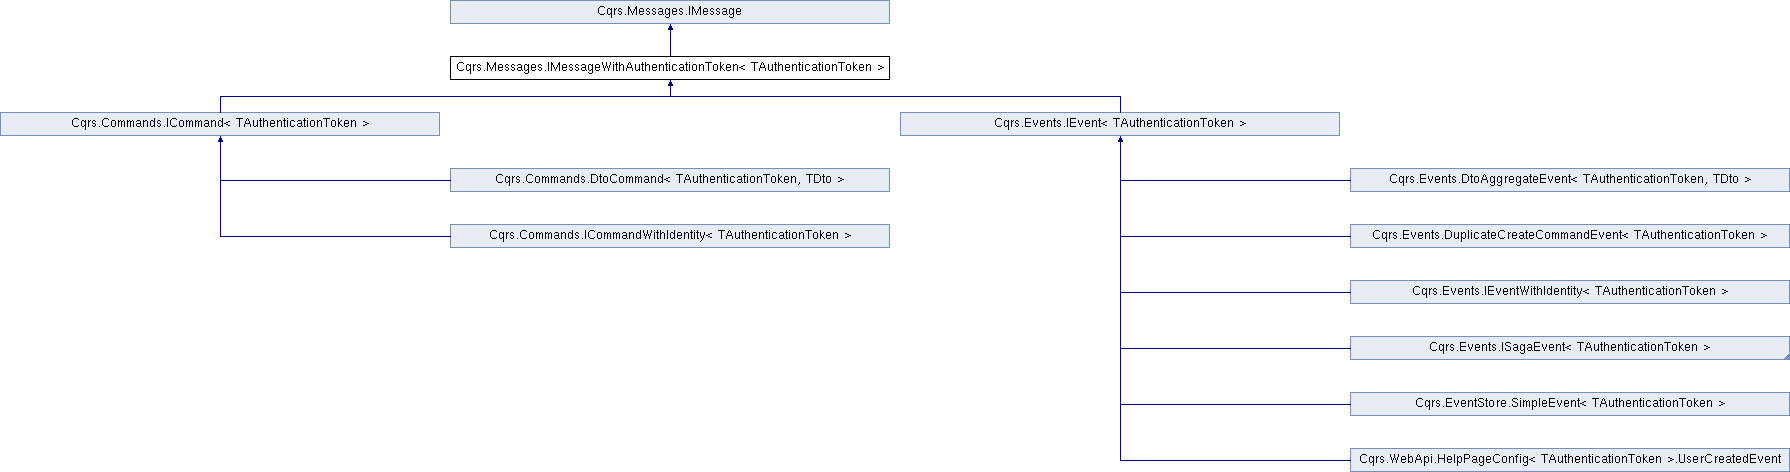 Cqrs.Messages.IMessage
Cqrs.Messages.IMessageWithAuthenticationToken< TAuthenticationToken >
Cqrs.Commands.ICommand< TAuthenticationToken >
Cqrs.Events.IEvent< TAuthenticationToken >
Cqrs.Commands.DtoCommand< TAuthenticationToken, TDto >
Cqrs.Events.DtoAggregateEvent< TAuthenticationToken, TDto >
Cqrs.Commands.ICommandWithIdentity< TAuthenticationToken >
Cqrs.Events.DuplicateCreateCommandEvent< TAuthenticationToken >
Cqrs.Events.IEventWithIdentity< TAuthenticationToken >
Cqrs.Events.ISagaEvent< TAuthenticationToken >
Cqrs.EventStore.SimpleEvent< TAuthenticationToken >
Cqrs.WebApi.HelpPageConfig< TAuthenticationToken >.UserCreatedEvent